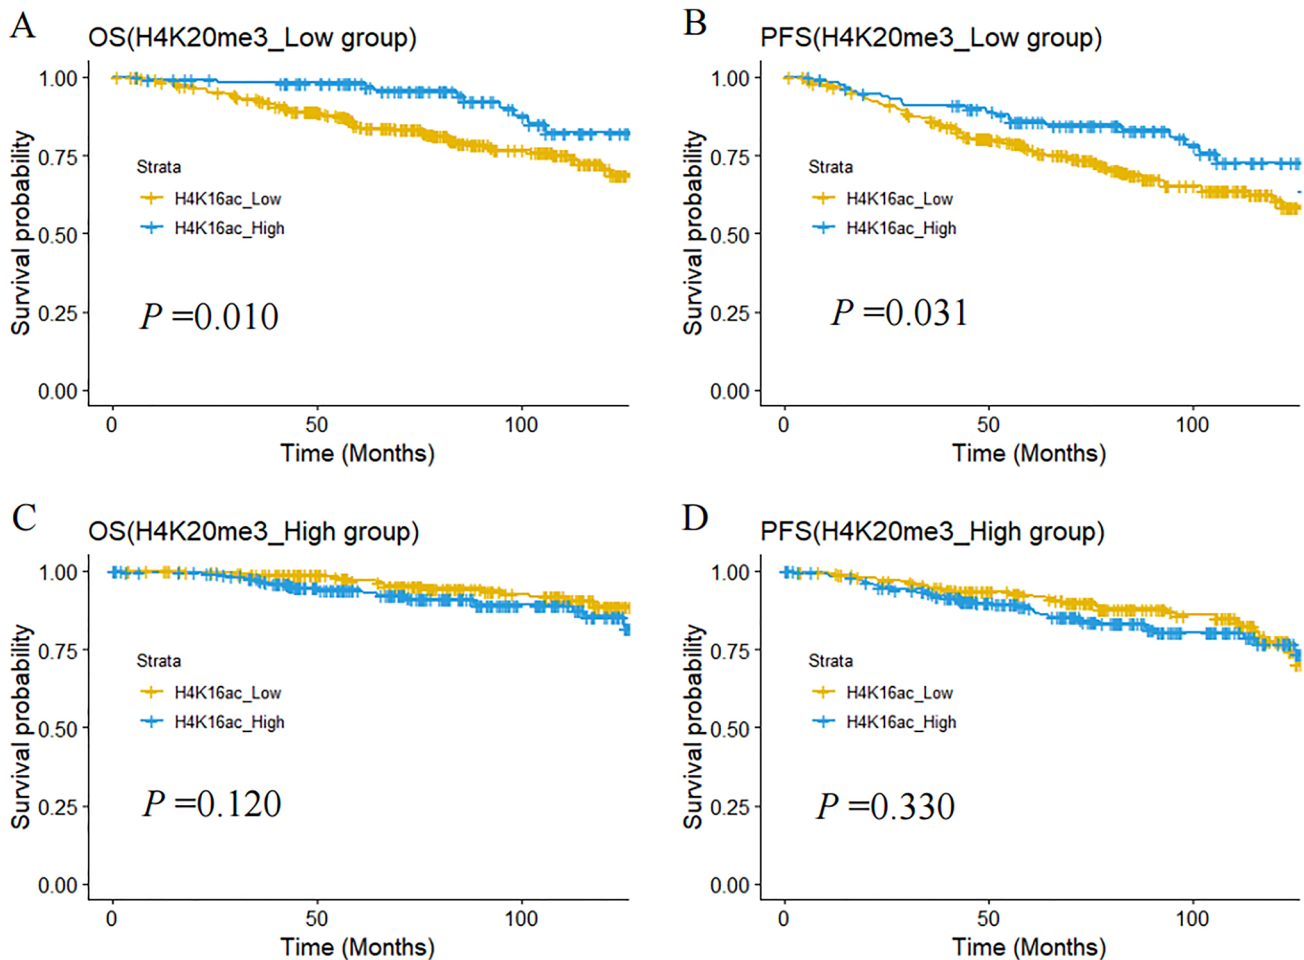 A
OS(H4K20me3_Low group)
Survival probability
1.00
0.75
0.50
0.25
0.00
Strata
H4K16ac_Low
H4K16ac_High
P =0.010
0 50 100
Time (Months)
B
PFS(H4K20me3_Low group)
Survival probability
1.00
0.75
0.50
0.25
0.00
Strata
H4K16ac_Low
H4K16ac_High
P =0.031
0 50 100
Time (Months)
C
OS(H4K20me3_High group)
Survival probability
1.00
0.75
0.50
0.25
0.00
Strata
H4K16ac_Low
H4K16ac_High
P =0.120
0 50 100
Time (Months)
D
PFS(H4K20me3_High group)
Survival probability
1.00
0.75
0.50
0.25
0.00
Strata
H4K16ac_Low
H4K16ac_High
P =0.330
0 50 100
Time (Months)